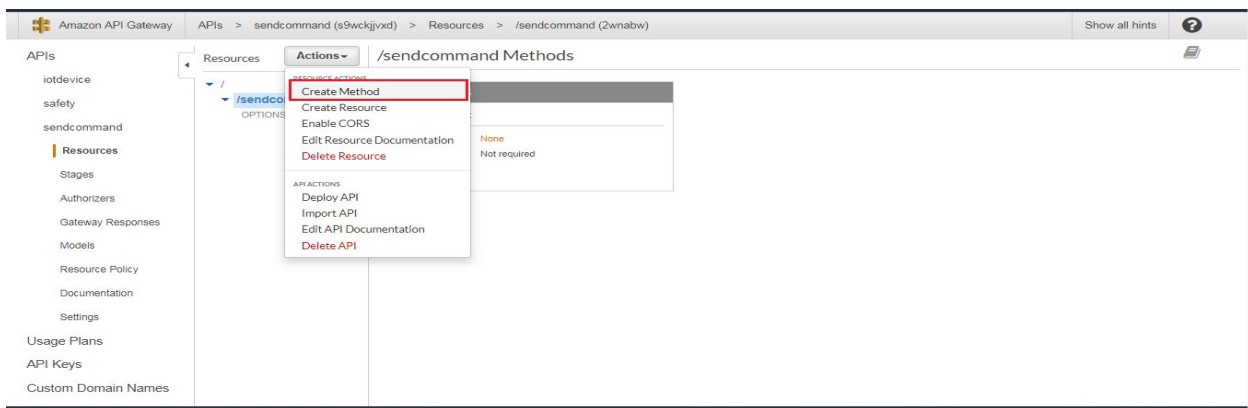 Amazon API Gateway
APIs > sendcommand (s9wckjjvxd) > Resources > /sendcommand (2wnabw)
Show all hints
?
APIs
iotdevice
safety
sendcommand
Resources
Stages
Authorizers
Gateway Responses
Models
Resource Policy
Documentation
Settings
Usage Plans
API Keys
Custom Domain Names
Resources
Actions
/
/sendco
OPTIONS
RESOURCE ACTIONS
Create Method
Create Resource
Enable CORS
Edit Resource Documentation
Delete Resource
API ACTIONS
Deploy API
Import API
Edit API Documentation
Delete API
/sendcommand Methods
None
Not required